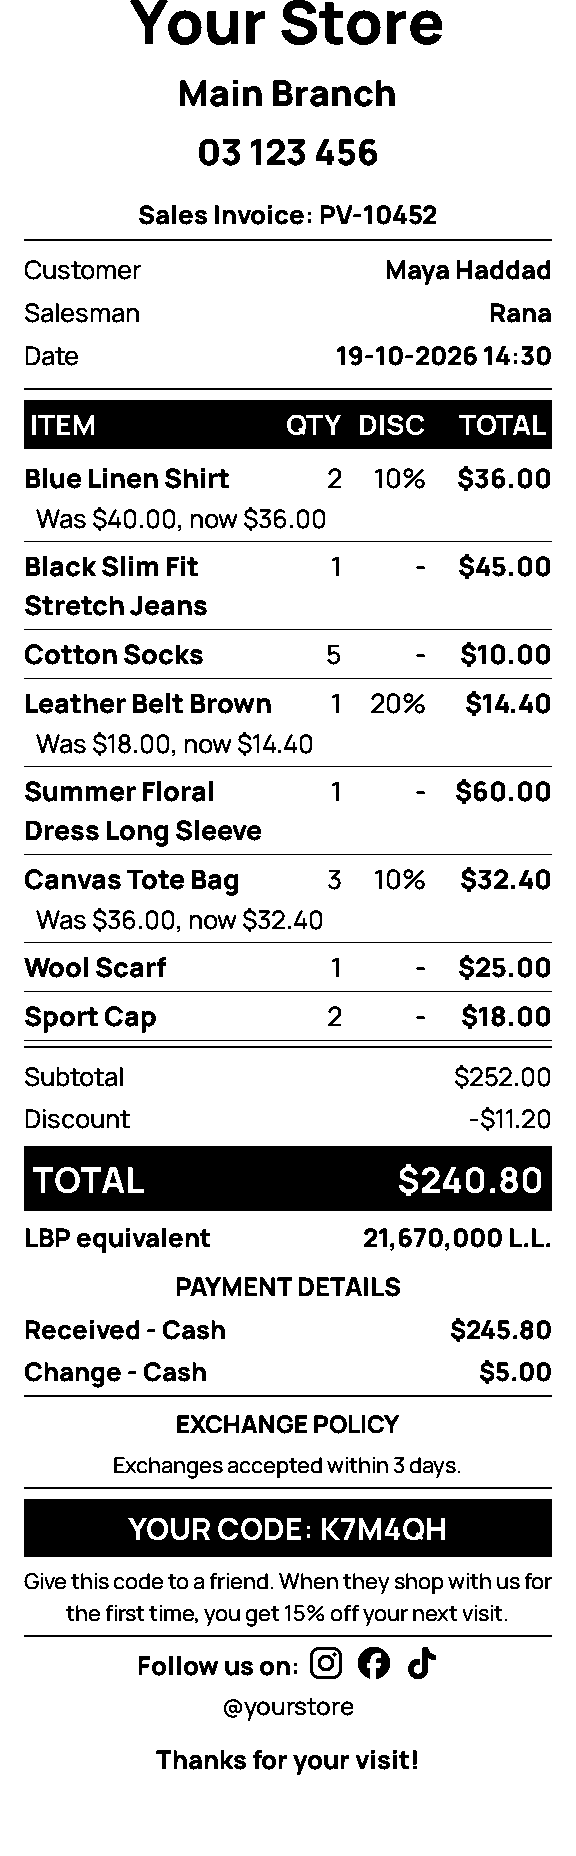 Your Store
Main Branch
03 123 456
Sales Invoice: PV-10452
Customer Maya Haddad
Salesman Rana
Date 19-10-2026 14:30
ITEM QTY DISC TOTAL
Blue Linen Shirt 2 10% $36.00
Was $40.00, now $36.00
Black Slim Fit 1 - $45.00
Stretch Jeans
Cotton Socks 5 - $10.00
Leather Belt Brown 1 20% $14.40
Was $18.00, now $14.40
Summer Floral 1 - $60.00
Dress Long Sleeve
Canvas Tote Bag 3 10% $32.40
Was $36.00, now $32.40
Wool Scarf 1 - $25.00
Sport Cap 2 - $18.00
Subtotal $252.00
Discount -$11.20
TOTAL $240.80
LBP equivalent 21,670,000 L.L.
PAYMENT DETAILS
Received - Cash $245.80
Change - Cash $5.00
EXCHANGE POLICY
Exchanges accepted within 3 days.
YOUR CODE: K7M4QH
Give this code to a friend. When they shop with us for
the first time, you get 15% off your next visit.
Follow us on:
@yourstore
Thanks for your visit!